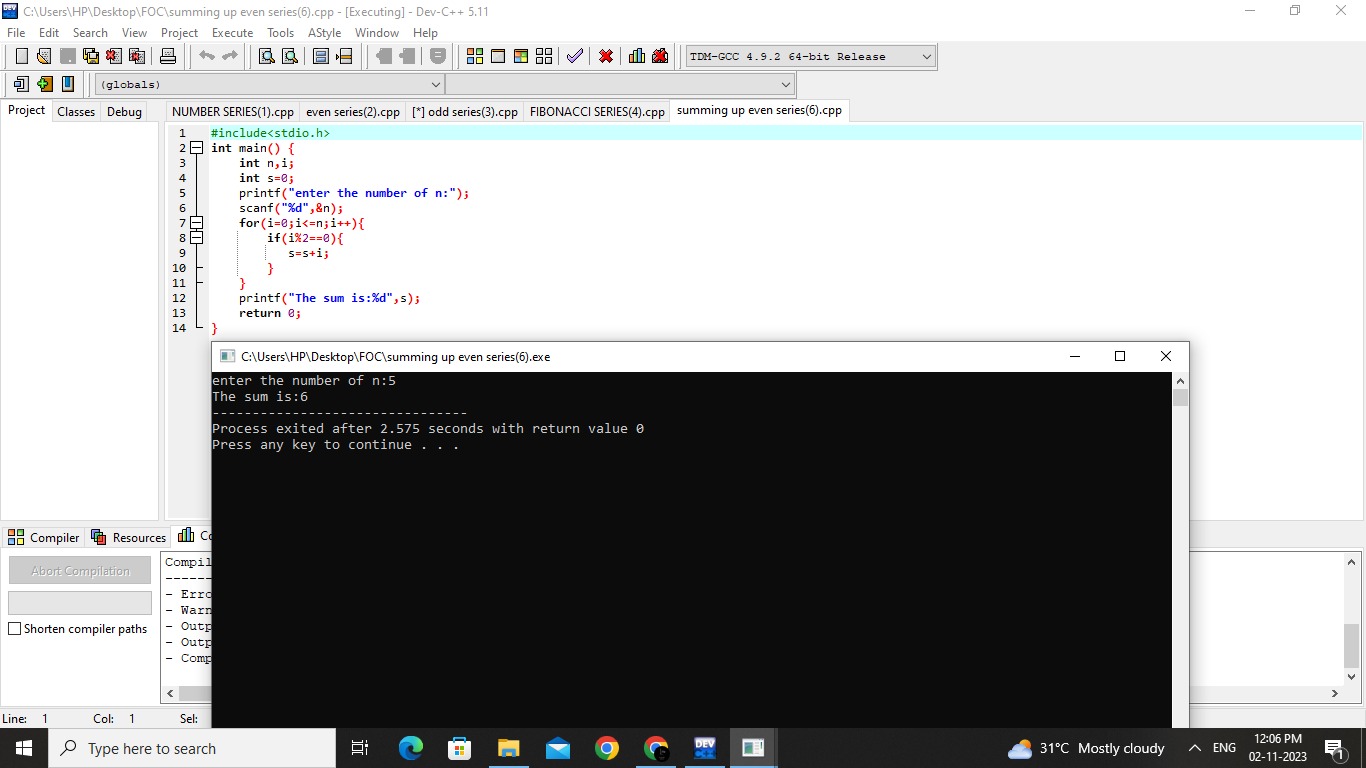 C:\Users\HP\Desktop\FOC\summing up even series(6).cpp - [Executing] - Dev-C++ 5.11
File Edit Search View Project Execute Tools AStyle Window Help
TDM-GCC 4.9.2 64-bit Release
(globals)
Project Classes Debug NUMBER SERIES(1).cpp even series(2).cpp [*] odd series(3).cpp FIBONACCI SERIES(4).cpp summing up even series(6).cpp
1 #include<stdio.h>
2 int main() {
3 int n,i;
4 int s=0;
5 printf("enter the number of n:");
6 scanf("%d",&n);
7 for(i=0;i<=n;i++){
8 if(i%2==0){
9 s=s+i;
10 }
11 }
12 printf("The sum is:%d",s);
13 return 0;
14 }
C:\Users\HP\Desktop\FOC\summing up even series(6).exe
enter the number of n:5
The sum is:6
--------------------------------
Process exited after 2.575 seconds with return value 0
Press any key to continue . . .
Compiler Resources Co
Abort Compilation
Shorten compiler paths
Compil
------
- Erro
- Warn
- Outp
- Outp
- Comp
Line: 1 Col: 1 Sel:
Type here to search
DEV
31°C Mostly cloudy
ENG
12:06 PM
02-11-2023
1